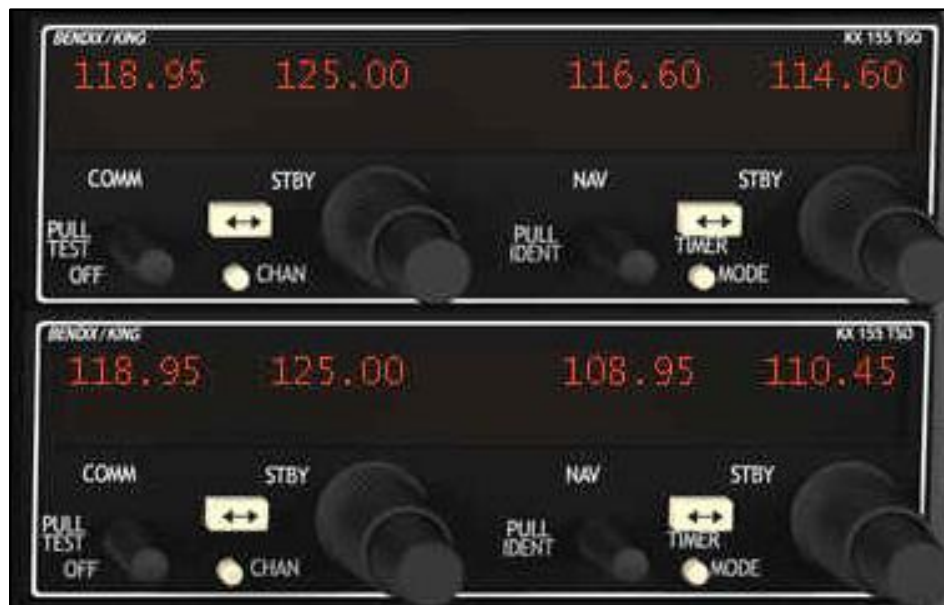 BENDIX/KING KX 155 TSO
118.95 125.00 116.60 114.60
COMM STBY NAV STBY
PULL TEST PULL IDENT TIMER
OFF CHAN MODE
BENDIX/KING KX 155 TSO
118.95 125.00 108.95 110.45
COMM STBY NAV STBY
PULL TEST PULL IDENT TIMER
OFF CHAN MODE